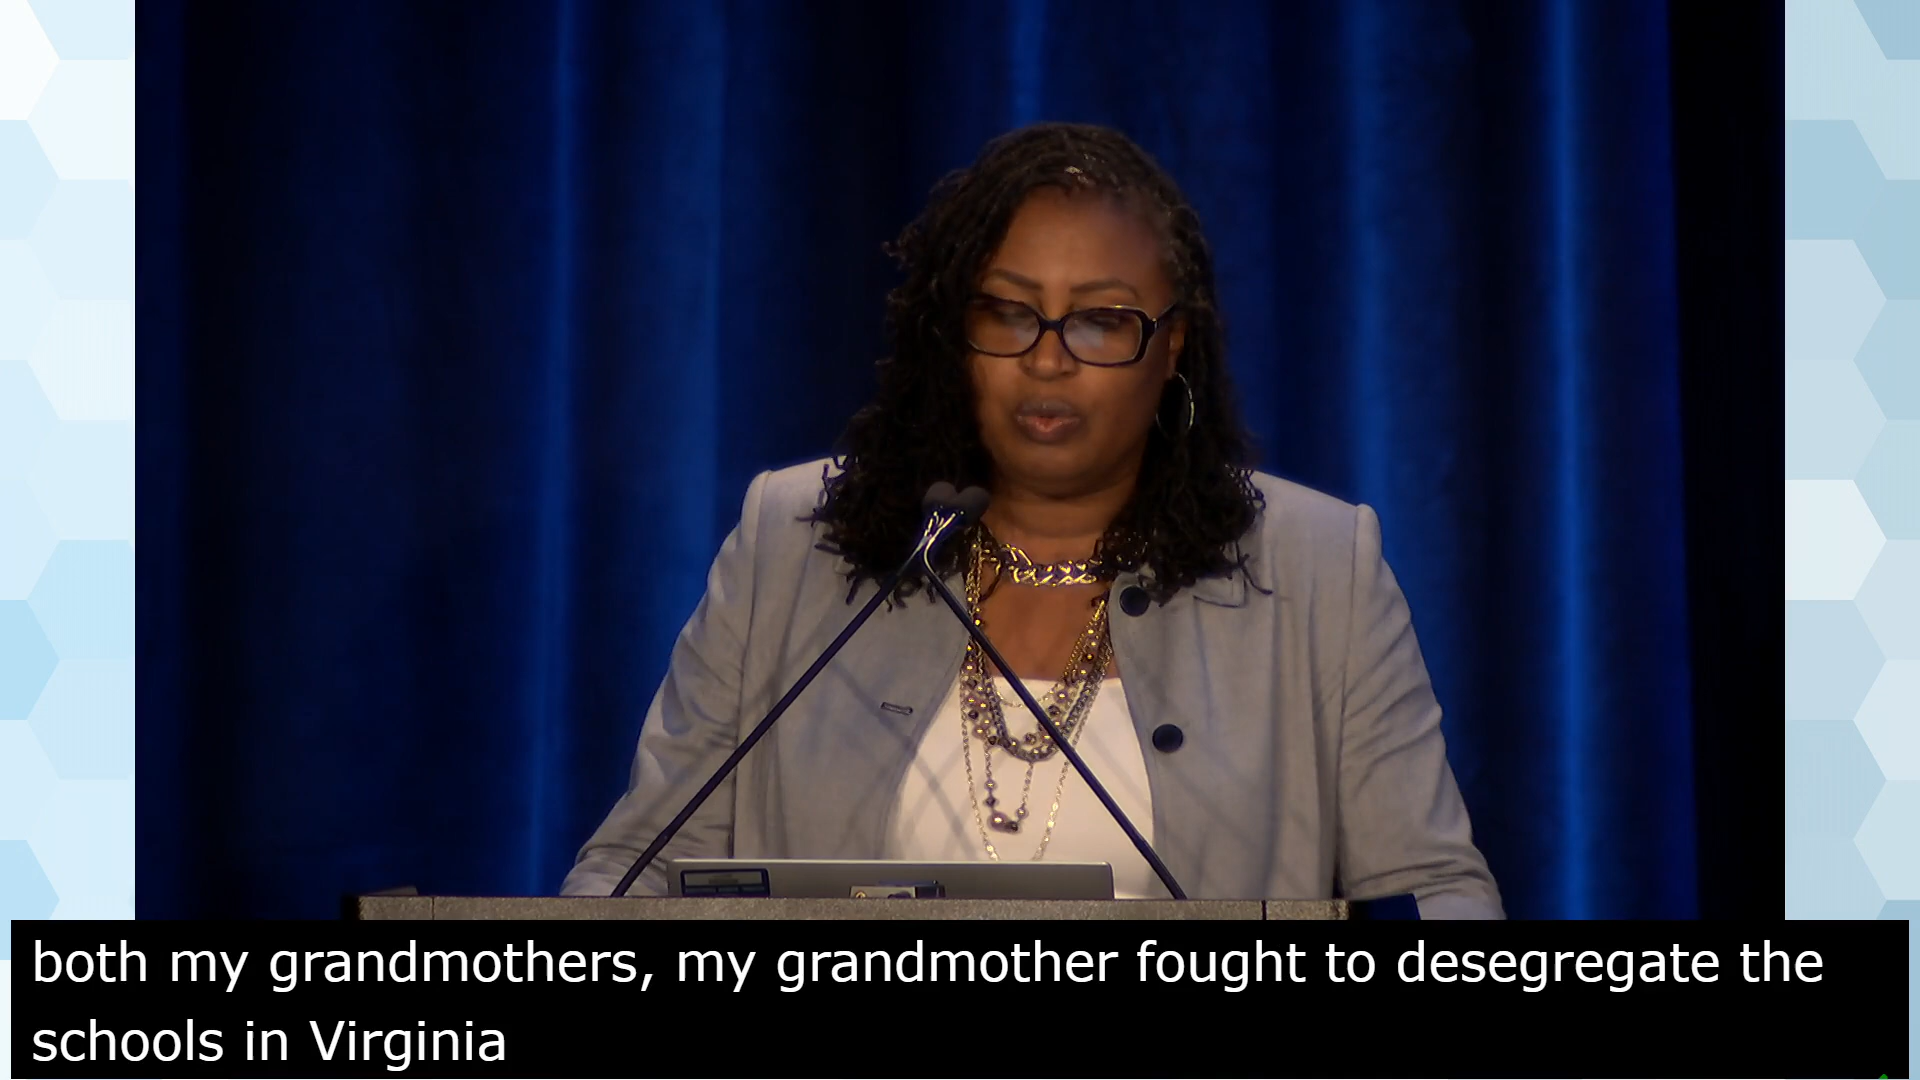 both my grandmothers, my grandmother fought to desegregate the
schools in Virginia